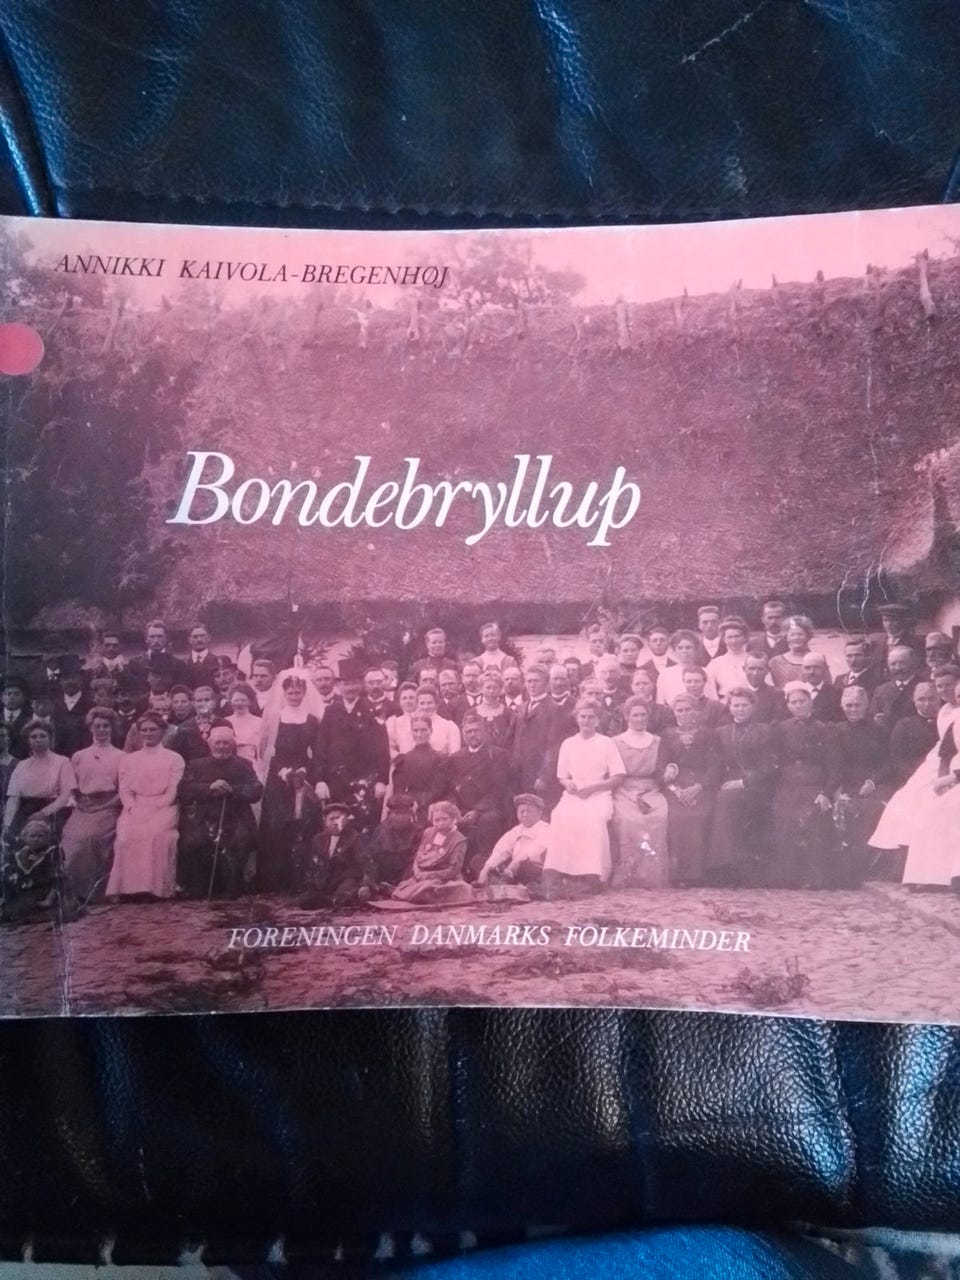 ANNIKKI KAIVOLA-BREGENHØJ
Bondebryllup
FORENINGEN DANMARKS FOLKEMINDER